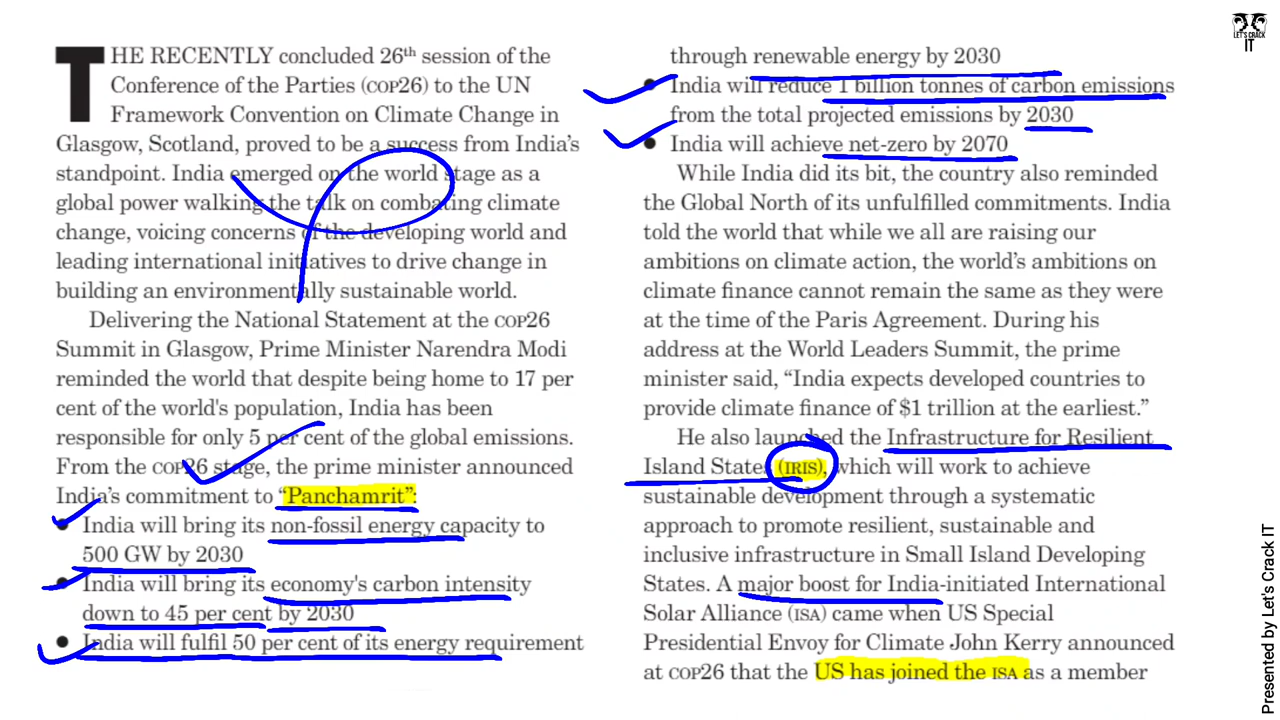 THE RECENTLY concluded 26th session of the
Conference of the Parties (COP26) to the UN
Framework Convention on Climate Change in
Glasgow, Scotland, proved to be a success from India's
standpoint. India emerged on the world stage as a
global power walking the talk on combating climate
change, voicing concerns of the developing world and
leading international initiatives to drive change in
building an environmentally sustainable world.
Delivering the National Statement at the COP26
Summit in Glasgow, Prime Minister Narendra Modi
reminded the world that despite being home to 17 per
cent of the world's population, India has been
responsible for only 5 per cent of the global emissions.
From the COP26 stage, the prime minister announced
India's commitment to “Panchamrit”:
● India will bring its non-fossil energy capacity to
500 GW by 2030
● India will bring its economy's carbon intensity
down to 45 per cent by 2030
● India will fulfil 50 per cent of its energy requirement
through renewable energy by 2030
● India will reduce 1 billion tonnes of carbon emissions
from the total projected emissions by 2030
● India will achieve net-zero by 2070
While India did its bit, the country also reminded
the Global North of its unfulfilled commitments. India
told the world that while we all are raising our
ambitions on climate action, the world's ambitions on
climate finance cannot remain the same as they were
at the time of the Paris Agreement. During his
address at the World Leaders Summit, the prime
minister said, “India expects developed countries to
provide climate finance of $1 trillion at the earliest.”
He also launched the Infrastructure for Resilient
Island States (IRIS), which will work to achieve
sustainable development through a systematic
approach to promote resilient, sustainable and
inclusive infrastructure in Small Island Developing
States. A major boost for India-initiated International
Solar Alliance (ISA) came when US Special
Presidential Envoy for Climate John Kerry announced
at COP26 that the US has joined the ISA as a member
LET'S CRACK
IT
Presented by Let's Crack IT